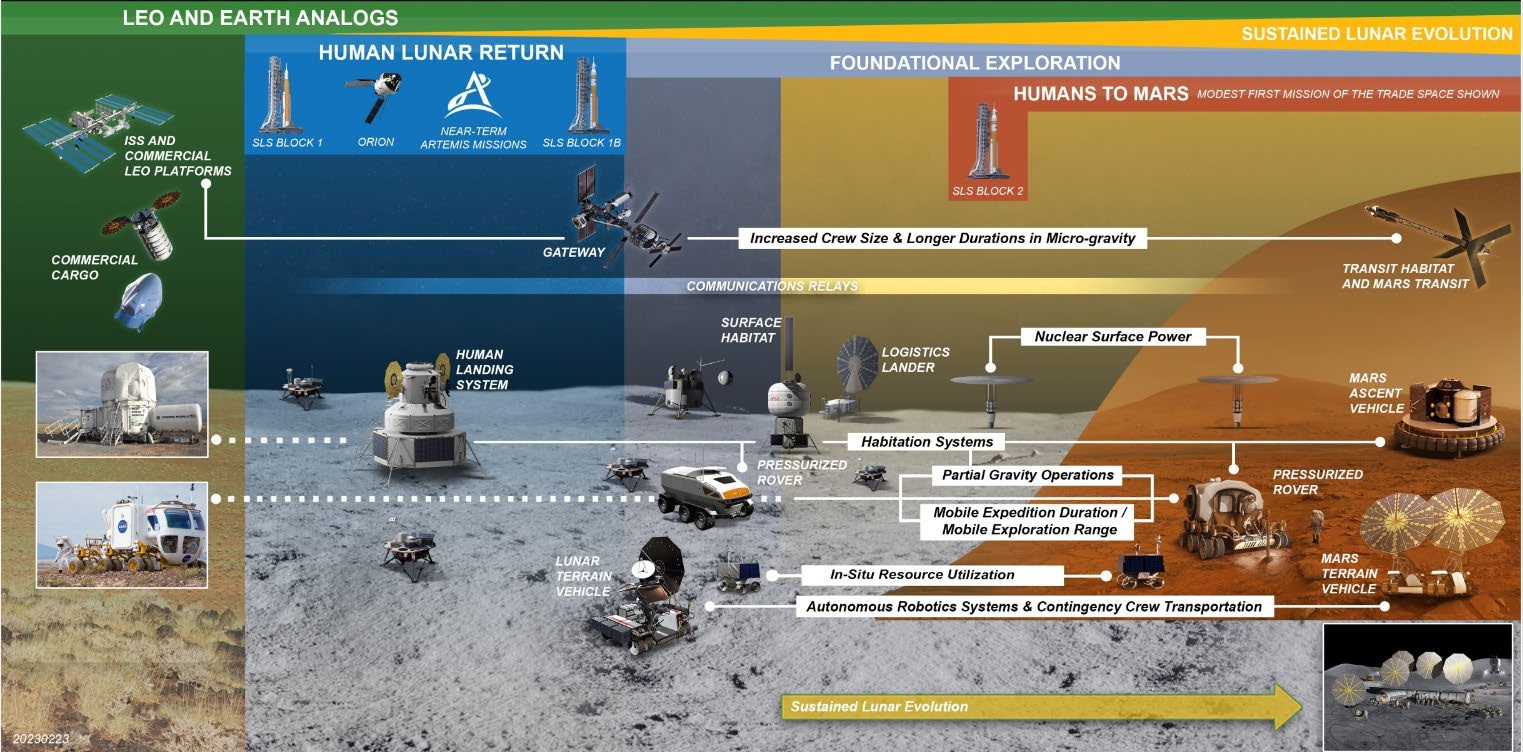 LEO AND EARTH ANALOGS
SUSTAINED LUNAR EVOLUTION
HUMAN LUNAR RETURN
FOUNDATIONAL EXPLORATION
HUMANS TO MARS MODEST FIRST MISSION OF THE TRADE SPACE SHOWN
SLS BLOCK 1
ORION
NEAR-TERM
ARTEMIS MISSIONS
SLS BLOCK 1B
SLS BLOCK 2
ISS AND
COMMERCIAL
LEO PLATFORMS
COMMERCIAL
CARGO
GATEWAY
Increased Crew Size & Longer Durations in Micro-gravity
TRANSIT HABITAT
AND MARS TRANSIT
COMMUNICATIONS RELAYS
SURFACE
HABITAT
Nuclear Surface Power
HUMAN
LANDING
SYSTEM
LOGISTICS
LANDER
MARS
ASCENT
VEHICLE
Habitation Systems
PRESSURIZED
ROVER
Partial Gravity Operations
PRESSURIZED
ROVER
Mobile Expedition Duration /
Mobile Exploration Range
NASA
LUNAR
TERRAIN
VEHICLE
In-Situ Resource Utilization
MARS
TERRAIN
VEHICLE
Autonomous Robotics Systems & Contingency Crew Transportation
Sustained Lunar Evolution
20230223